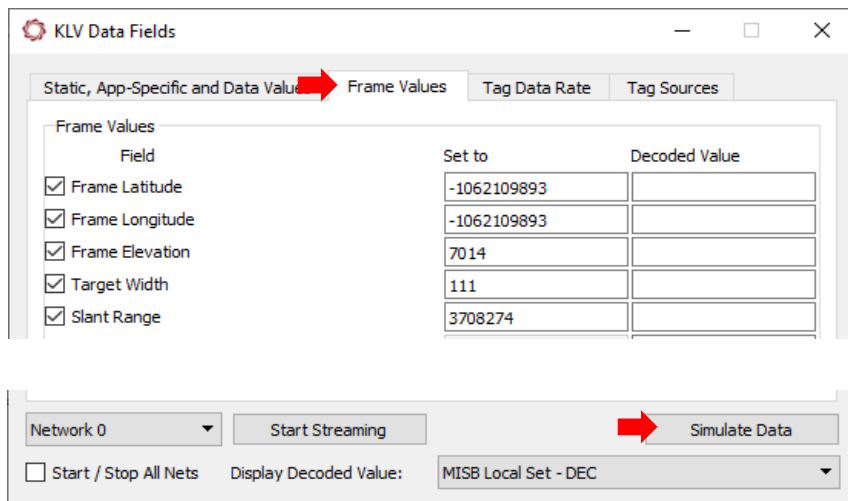 KLV Data Fields
Static, App-Specific and Data Value Frame Values Tag Data Rate Tag Sources
Frame Values
Field Set to Decoded Value
Frame Latitude -1062109893
Frame Longitude -1062109893
Frame Elevation 7014
Target Width 111
Slant Range 3708274
Network 0 Start Streaming Simulate Data
Start / Stop All Nets Display Decoded Value: MISB Local Set - DEC